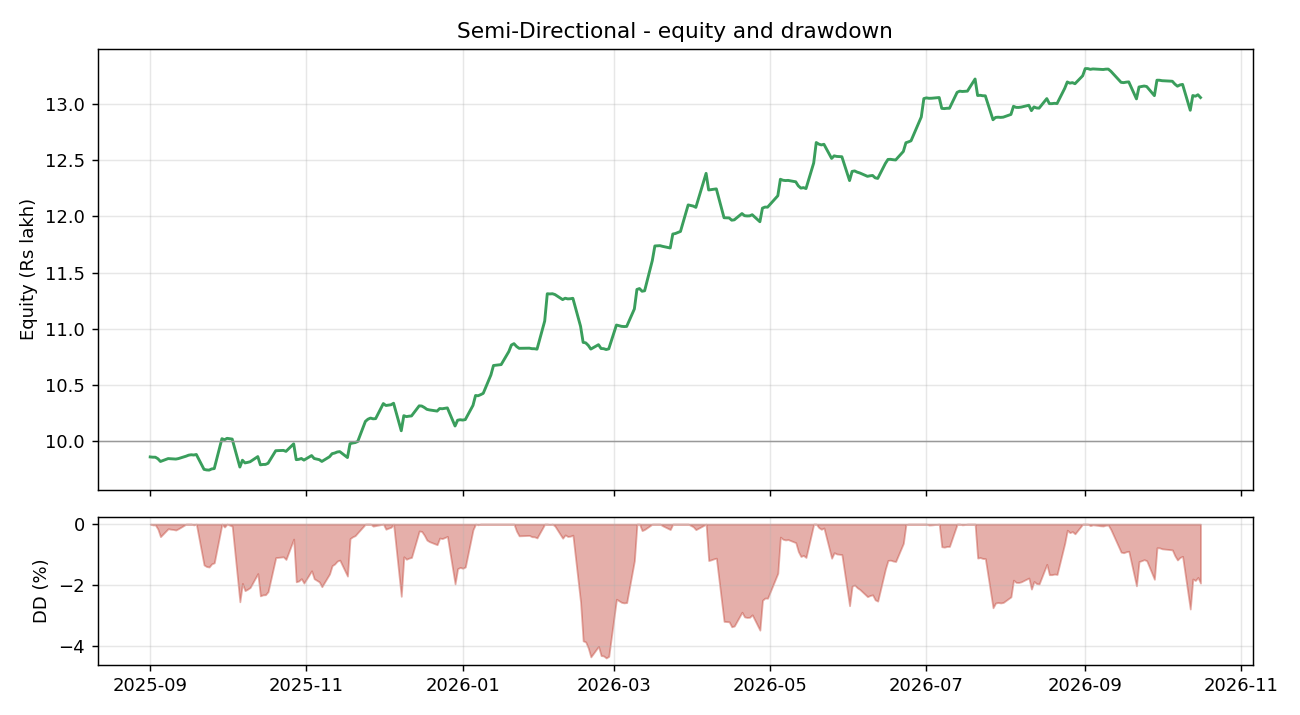 Semi-Directional - equity and drawdown
Equity (Rs lakh)
13.0
12.5
12.0
11.5
11.0
10.5
10.0
DD (%)
0
−2
−4
2025-09 2025-11 2026-01 2026-03 2026-05 2026-07 2026-09 2026-11